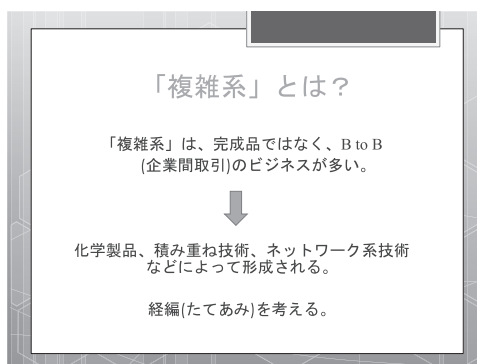 「複雑系」とは？
「複雑系」は、完成品ではなく、B to B
(企業間取引)のビジネスが多い。
化学製品、積み重ね技術、ネットワーク系技術
などによって形成される。
経編(たてあみ)を考える。